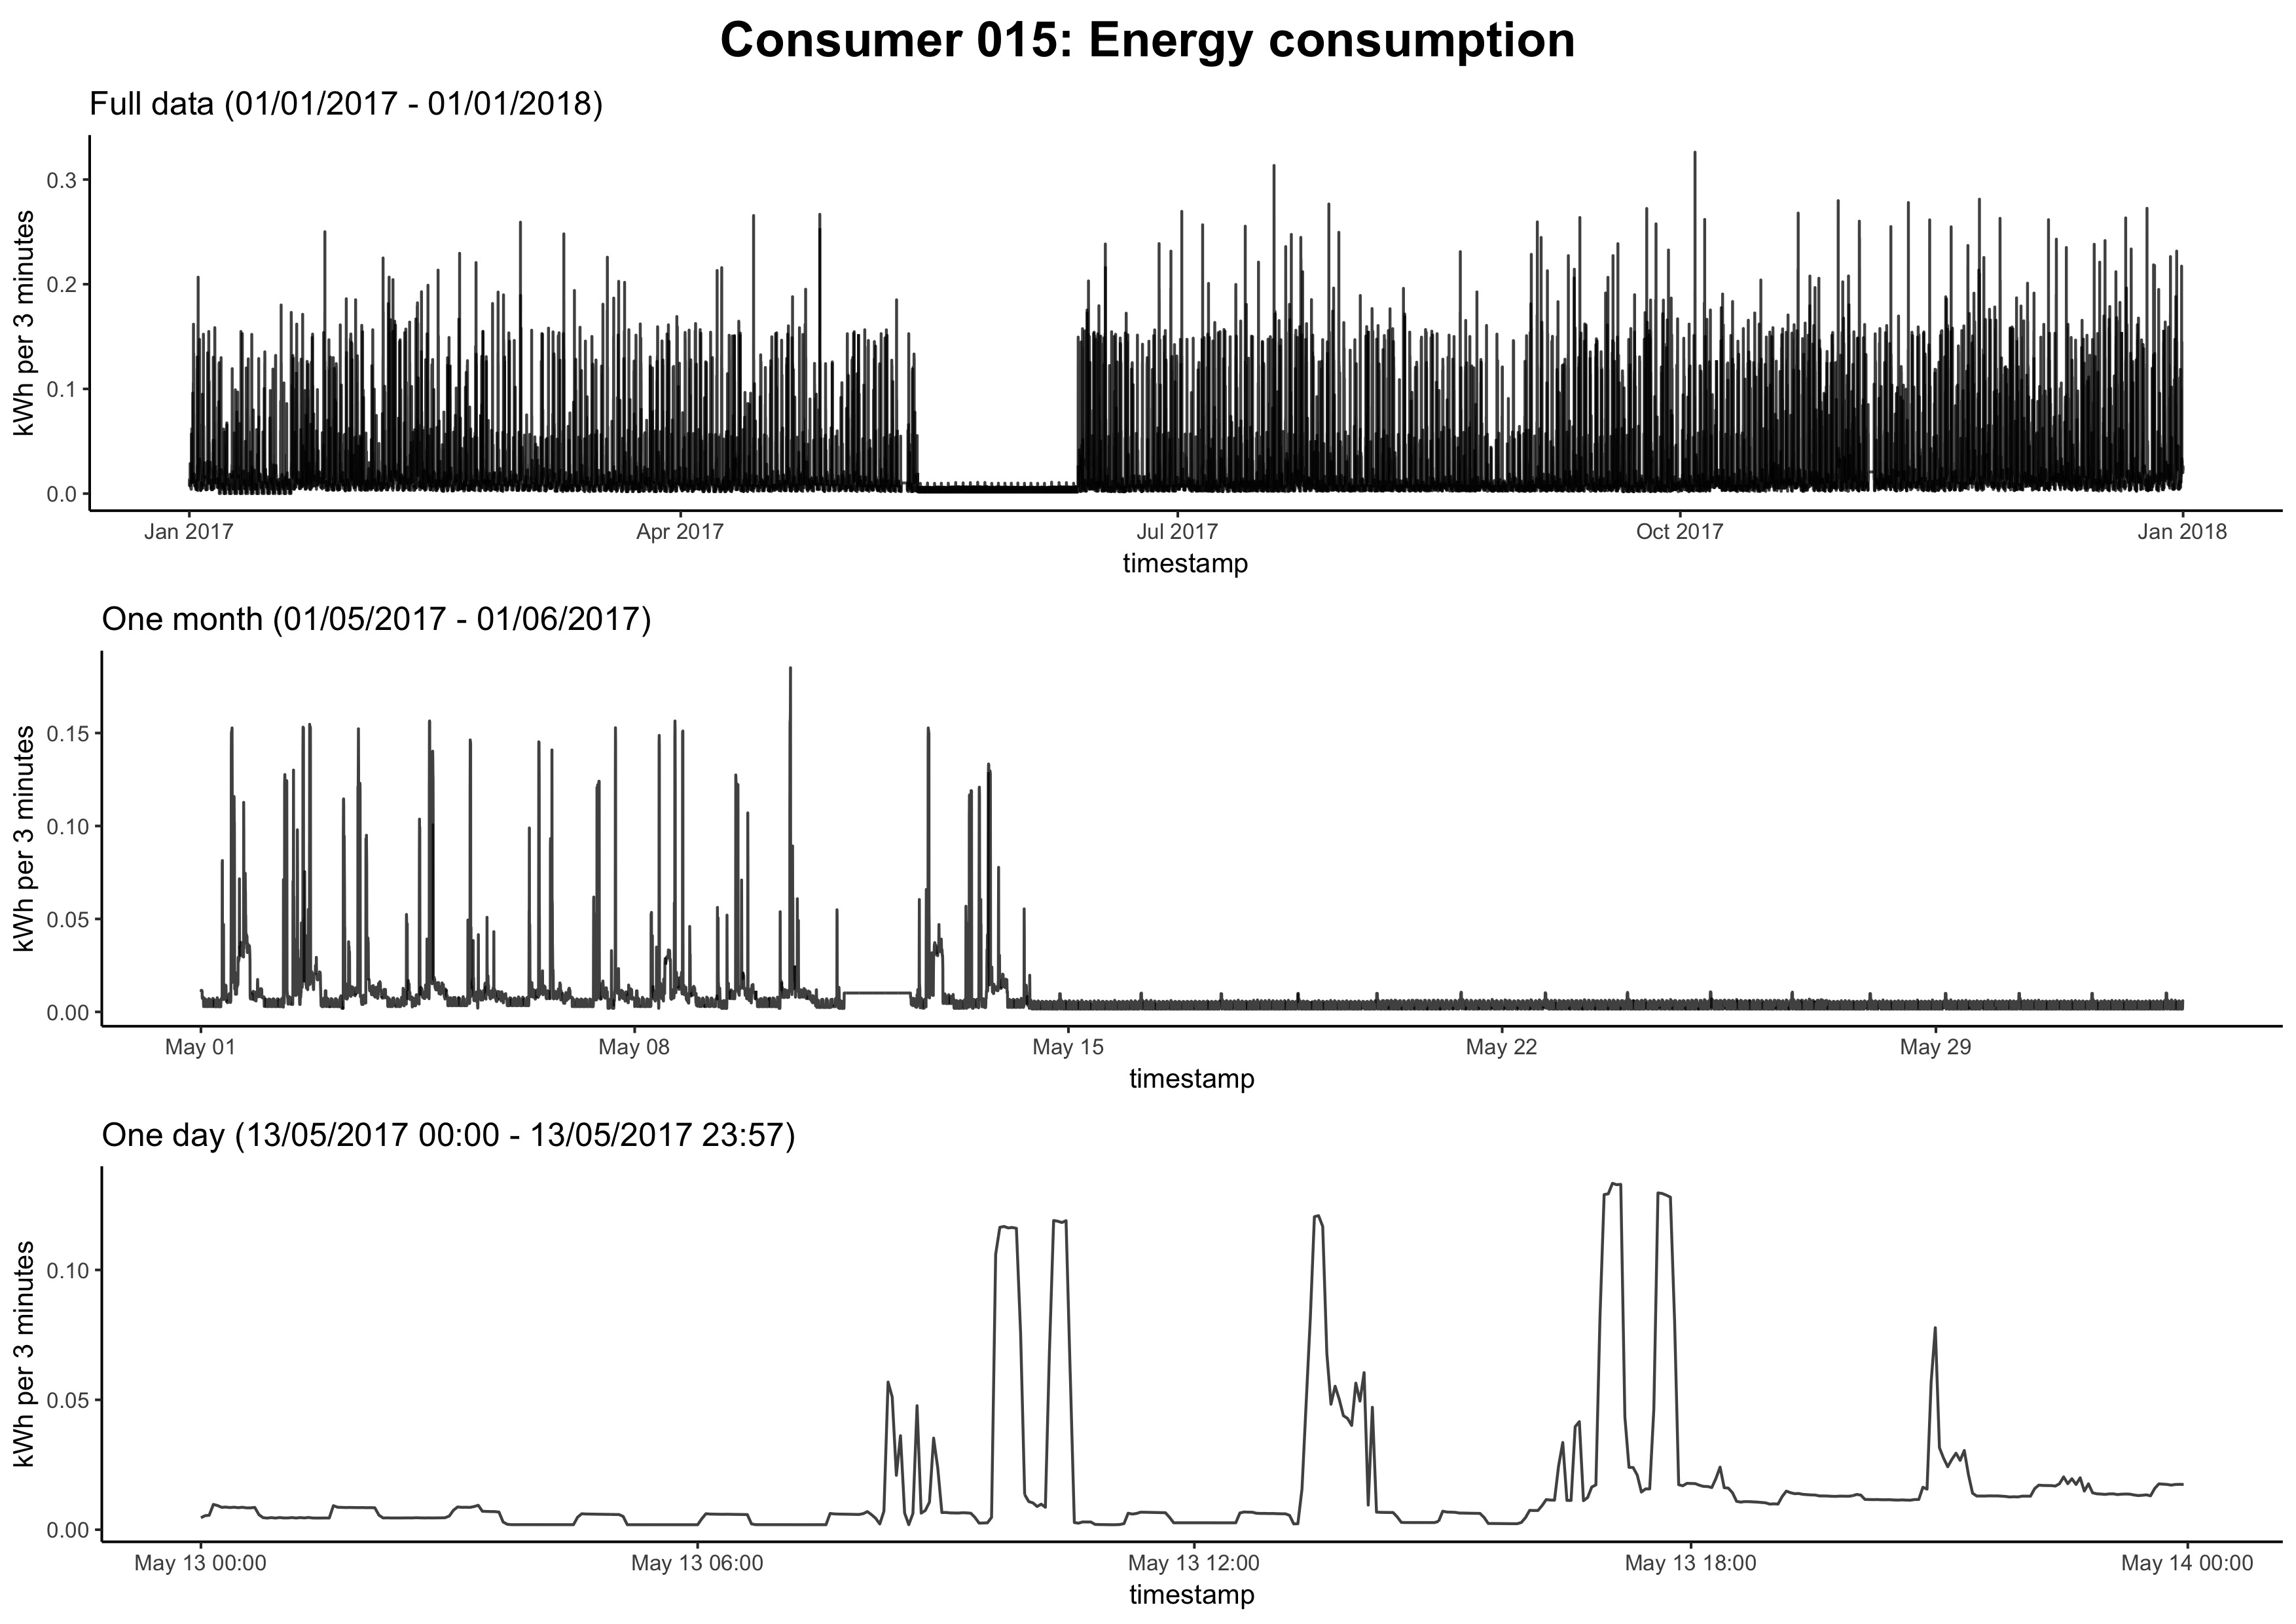 Consumer 015: Energy consumption
Full data (01/01/2017 - 01/01/2018)
kWh per 3 minutes
0.3
0.2
0.1
0.0
Jan 2017 Apr 2017 Jul 2017 Oct 2017 Jan 2018
timestamp
One month (01/05/2017 - 01/06/2017)
kWh per 3 minutes
0.15
0.10
0.05
0.00
May 01 May 08 May 15 May 22 May 29
timestamp
One day (13/05/2017 00:00 - 13/05/2017 23:57)
kWh per 3 minutes
0.10
0.05
0.00
May 13 00:00 May 13 06:00 May 13 12:00 May 13 18:00 May 14 00:00
timestamp